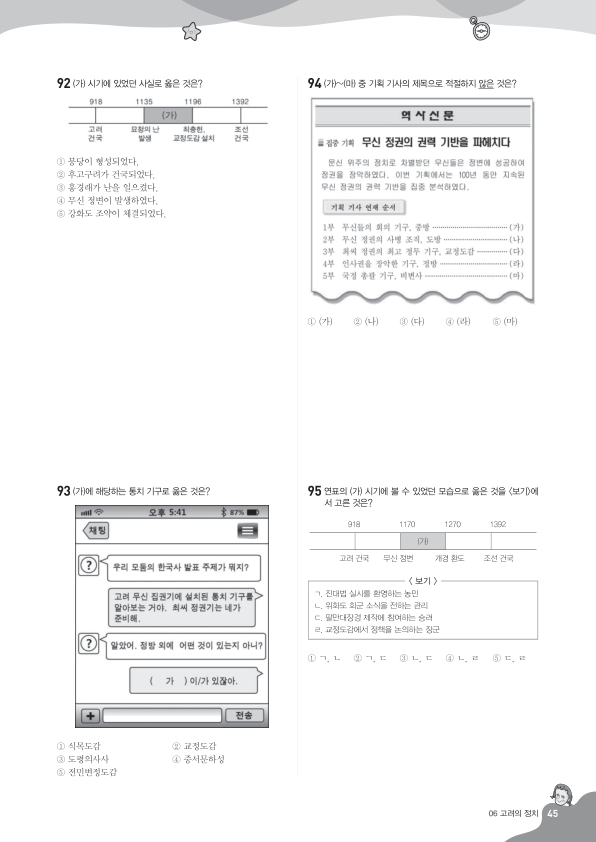 92 (가) 시기에 있었던 사실로 옳은 것은?
918 1135 1196 1392
(가)
고려 묘청의 난 최충헌, 조선
건국 발생 교정도감 설치 건국
① 붕당이 형성되었다.
② 후고구려가 건국되었다.
③ 홍경래가 난을 일으켰다.
④ 무신 정변이 발생하였다.
⑤ 강화도 조약이 체결되었다.
93 (가)에 해당하는 통치 기구로 옳은 것은?
오후 5:41 87%
채팅
? 우리 모둠의 한국사 발표 주제가 뭐지?
고려 무신 집권기에 설치된 통치 기구를
알아보는 거야. 최씨 정권기는 네가
준비해.
? 알았어. 정방 외에 어떤 것이 있는지 아니?
( 가 ) 이/가 있잖아.
+ 전송
① 식목도감 ② 교정도감
③ 도평의사사 ④ 중서문하성
⑤ 전민변정도감
94 (가)~(마) 중 기획 기사의 제목으로 적절하지 않은 것은?
역사신문
집중 기획 무신 정권의 권력 기반을 파헤치다
문신 위주의 정치로 차별받던 무신들은 정변에 성공하여
정권을 장악하였다. 이번 기획에서는 100년 동안 지속된
무신 정권의 권력 기반을 집중 분석하였다.
기획 기사 연재 순서
1부 무신들의 회의 기구, 중방 (가)
2부 무신 정권의 사병 조직, 도방 (나)
3부 최씨 정권의 최고 정무 기구, 교정도감 (다)
4부 인사권을 장악한 기구, 정방 (라)
5부 국정 총괄 기구, 비변사 (마)
① (가) ② (나) ③ (다) ④ (라) ⑤ (마)
95 연표의 (가) 시기에 볼 수 있었던 모습으로 옳은 것을 〈보기〉에
서 고른 것은?
918 1170 1270 1392
(가)
고려 건국 무신 정변 개경 환도 조선 건국
〈 보기 〉
ㄱ. 진대법 실시를 환영하는 농민
ㄴ. 위화도 회군 소식을 전하는 관리
ㄷ. 팔만대장경 제작에 참여하는 승려
ㄹ. 교정도감에서 정책을 논의하는 장군
① ㄱ, ㄴ ② ㄱ, ㄷ ③ ㄴ, ㄷ ④ ㄴ, ㄹ ⑤ ㄷ, ㄹ
06 고려의 정치 45